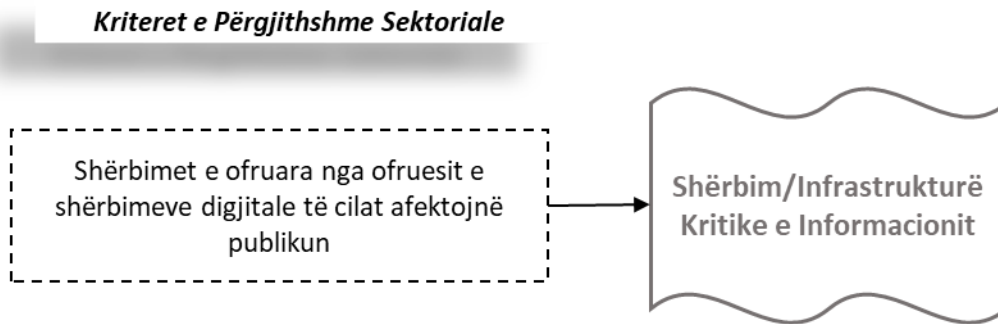 Kriteret e Përgjithshme Sektoriale
Shërbimet e ofruara nga ofruesit e
shërbimeve digjitale të cilat afektojnë
publikun
Shërbim/Infrastrukturë
Kritike e Informacionit